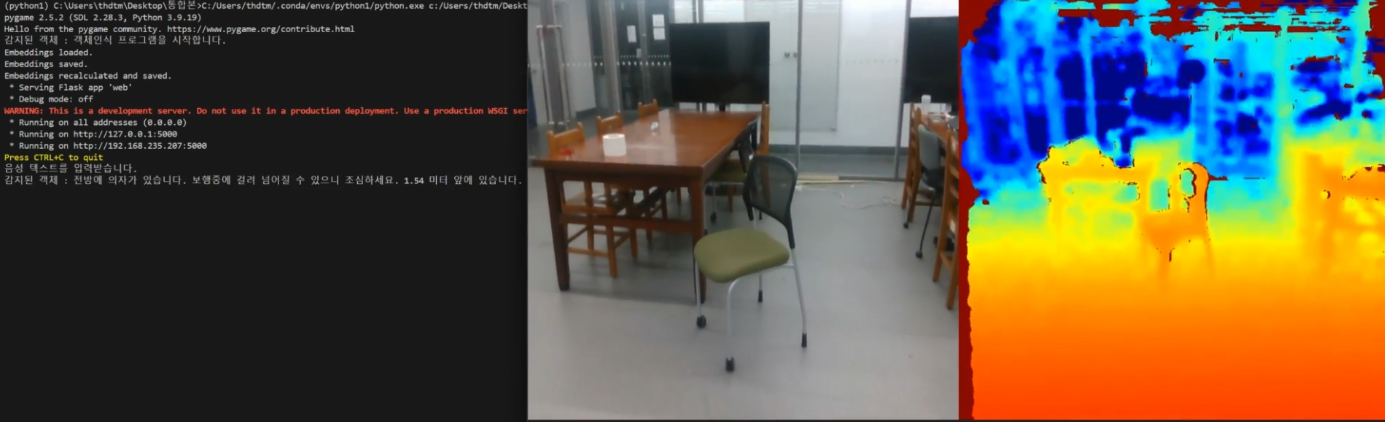 (python1) C:\Users\thdtm\Desktop\통합본>C:/Users/thdtm/.conda/envs/python1/python.exe c:/Users/thdtm/Deskt
pygame 2.5.2 (SDL 2.28.3, Python 3.9.19)
Hello from the pygame community. https://www.pygame.org/contribute.html
감지된 객체 : 객체인식 프로그램을 시작합니다.
Embeddings loaded.
Embeddings saved.
Embeddings recalculated and saved.
* Serving Flask app 'web'
* Debug mode: off
WARNING: This is a development server. Do not use it in a production deployment. Use a production WSGI ser
* Running on all addresses (0.0.0.0)
* Running on http://127.0.0.1:5000
* Running on http://192.168.235.207:5000
Press CTRL+C to quit
음성 텍스트를 입력받습니다.
감지된 객체 : 전방에 의자가 있습니다. 보행중에 걸려 넘어질 수 있으니 조심하세요. 1.54 미터 앞에 있습니다.